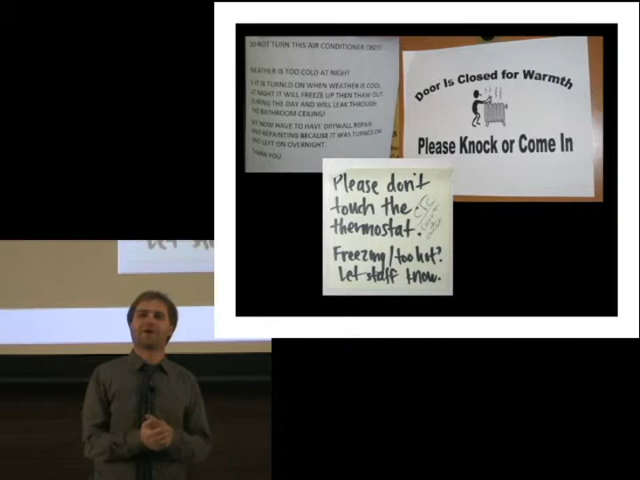 DO NOT TURN THIS AIR CONDITIONER ON!!!
WEATHER IS TOO COLD AT NIGHT
IF IT IS TURNED ON WHEN WEATHER IS COOL
AT NIGHT IT WILL FREEZE UP THEN THAW OUT
DURING THE DAY AND WILL LEAK THROUGH
THE BATHROOM CEILING!
WE NOW HAVE TO HAVE DRYWALL REPAIR
AND REPAINTING BECAUSE IT WAS TURNED ON
AND LEFT ON OVERNIGHT.
THANK YOU
Door Is Closed for Warmth
Please Knock or Come In
Please don't
touch the
thermostat.
Freezing/too hot?
Let staff know.